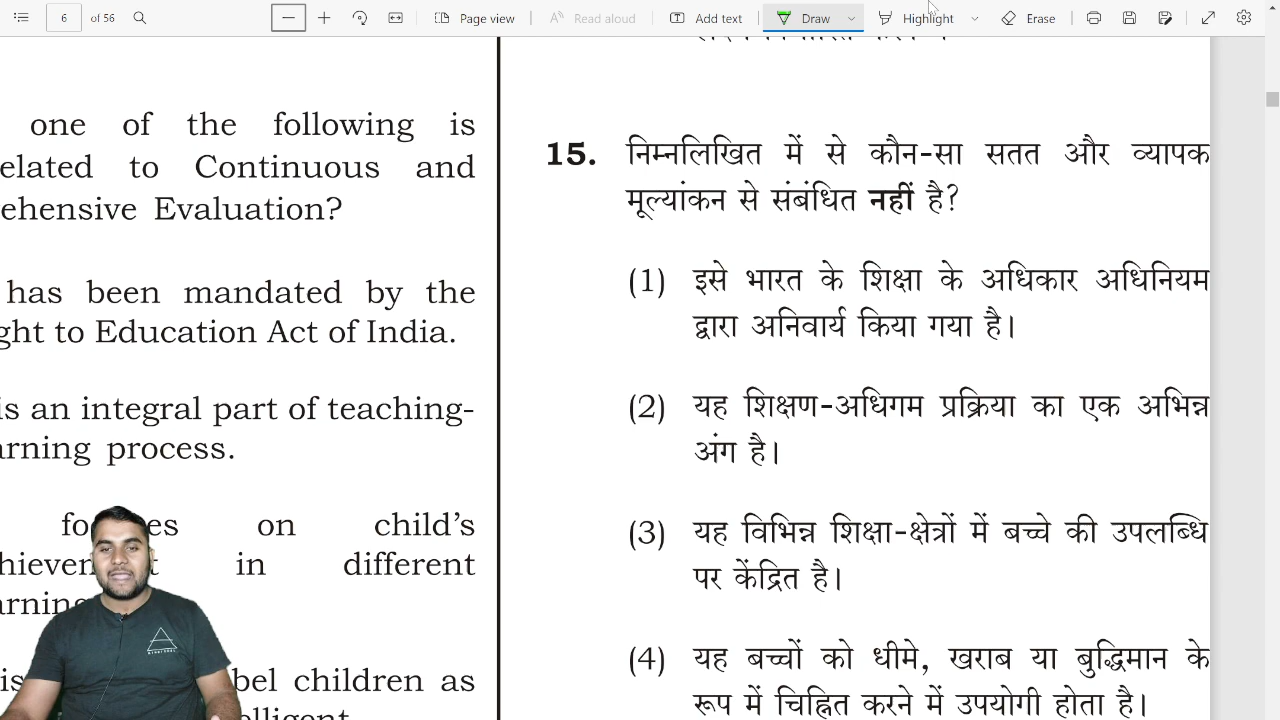 6
of 56
Page view
Read aloud
Add text
Draw
Highlight
Erase
one of the following is
elated to Continuous and
ehensive Evaluation?
has been mandated by the
ght to Education Act of India.
is an integral part of teaching-
arning process.
on child's
in different
bel children as
15. निम्नलिखित में से कौन-सा सतत और व्यापक
मूल्यांकन से संबंधित नहीं है?
(1) इसे भारत के शिक्षा के अधिकार अधिनियम
द्वारा अनिवार्य किया गया है।
(2) यह शिक्षण-अधिगम प्रक्रिया का एक अभिन्न
अंग है।
(3) यह विभिन्न शिक्षा-क्षेत्रों में बच्चे की उपलब्धि
पर केंद्रित है।
(4) यह बच्चों को धीमे, खराब या बुद्धिमान के
रूप में चिह्नित करने में उपयोगी होता है।